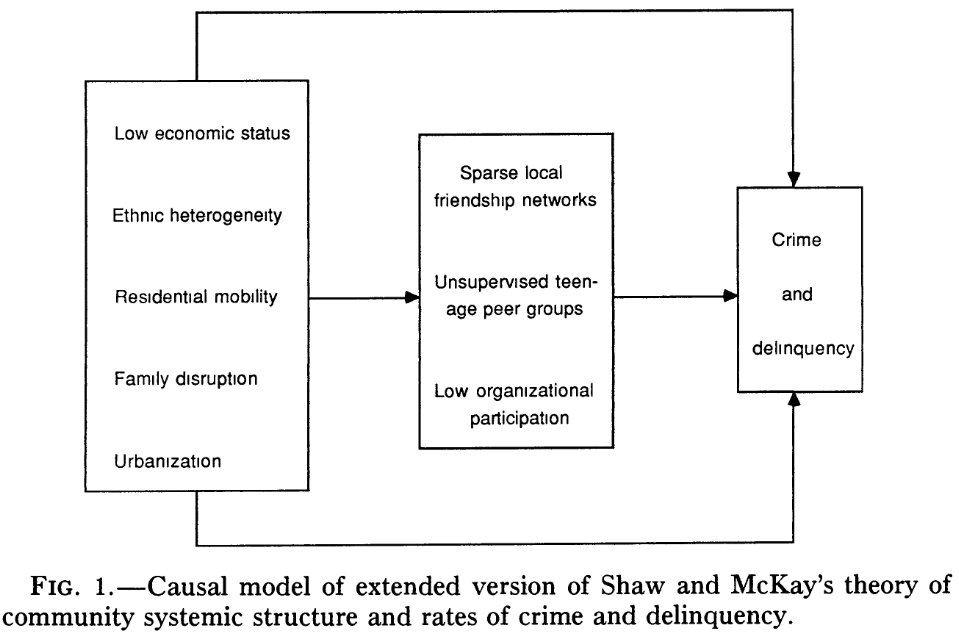 Low economic status
Ethnic heterogeneity
Residential mobility
Family disruption
Urbanization
Sparse local
friendship networks
Unsupervised teen-
age peer groups
Low organizational
participation
Crime
and
delinquency
FIG. 1.—Causal model of extended version of Shaw and McKay's theory of
community systemic structure and rates of crime and delinquency.